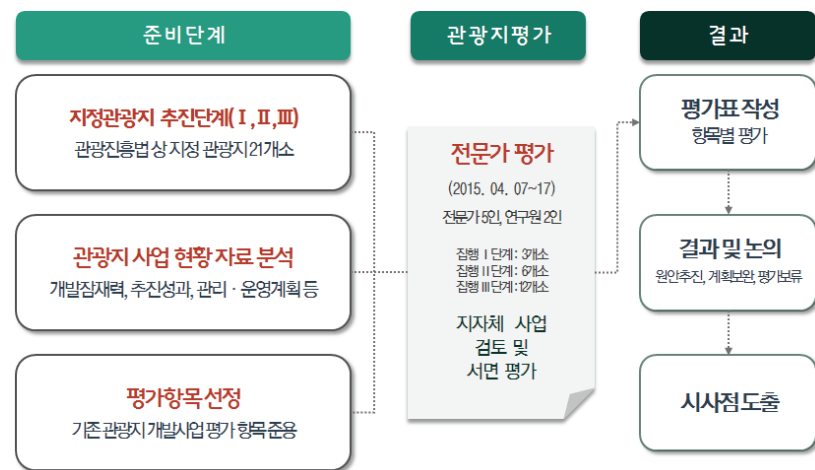 준비단계
관광지평가
결과
지정관광지 추진단계(Ⅰ,Ⅱ,Ⅲ)
관광진흥법 상 지정 관광지 21개소
관광지 사업 현황 자료 분석
개발잠재력, 추진성과, 관리 · 운영계획 등
평가항목 선정
기존 관광지 개발사업 평가 항목 준용
전문가 평가
(2015. 04. 07~17)
전문가 5인, 연구원 2인
집행 Ⅰ단계 : 3개소
집행 Ⅱ단계 : 6개소
집행 Ⅲ단계 : 12개소
지자체 사업
검토 및
서면 평가
평가표 작성
항목별 평가
결과 및 논의
원안추진, 계획보완, 평가보류
시사점 도출